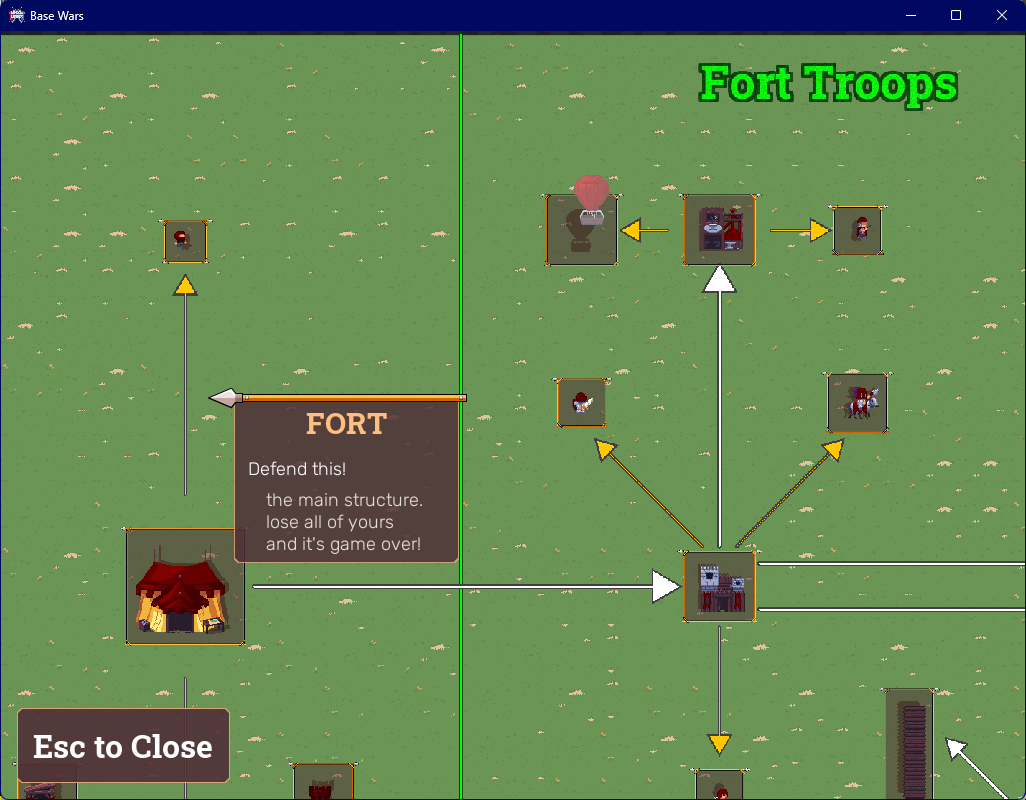 Base Wars
Fort Troops
FORT
Defend this!
the main structure.
lose all of yours
and it's game over!
Esc to Close